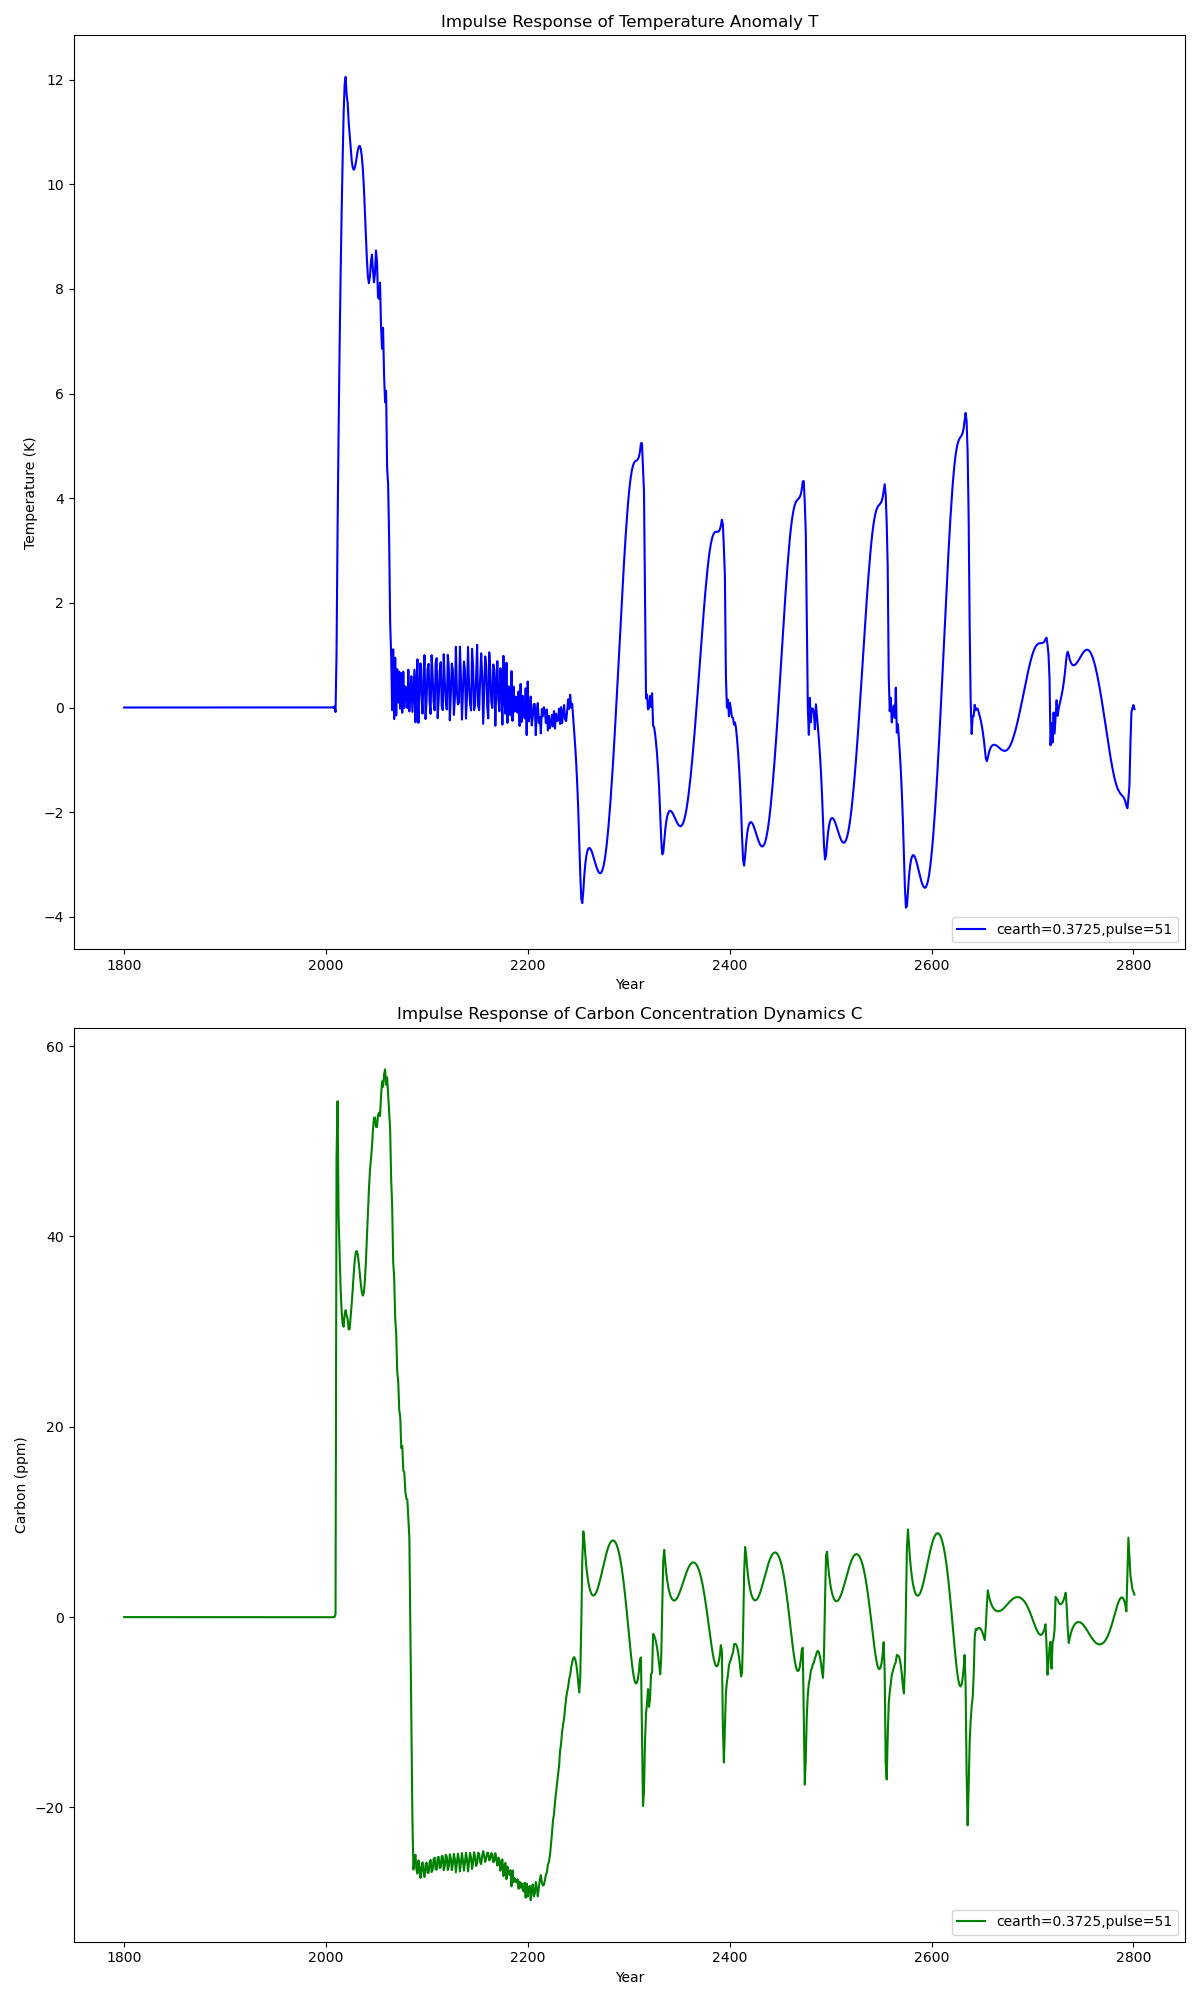 Impulse Response of Temperature Anomaly T
12
10
8
6
4
2
0
−2
−4
Temperature (K)
cearth=0.3725,pulse=51
1800 2000 2200 2400 2600 2800
Year
Impulse Response of Carbon Concentration Dynamics C
60
40
20
0
−20
Carbon (ppm)
cearth=0.3725,pulse=51
1800 2000 2200 2400 2600 2800
Year